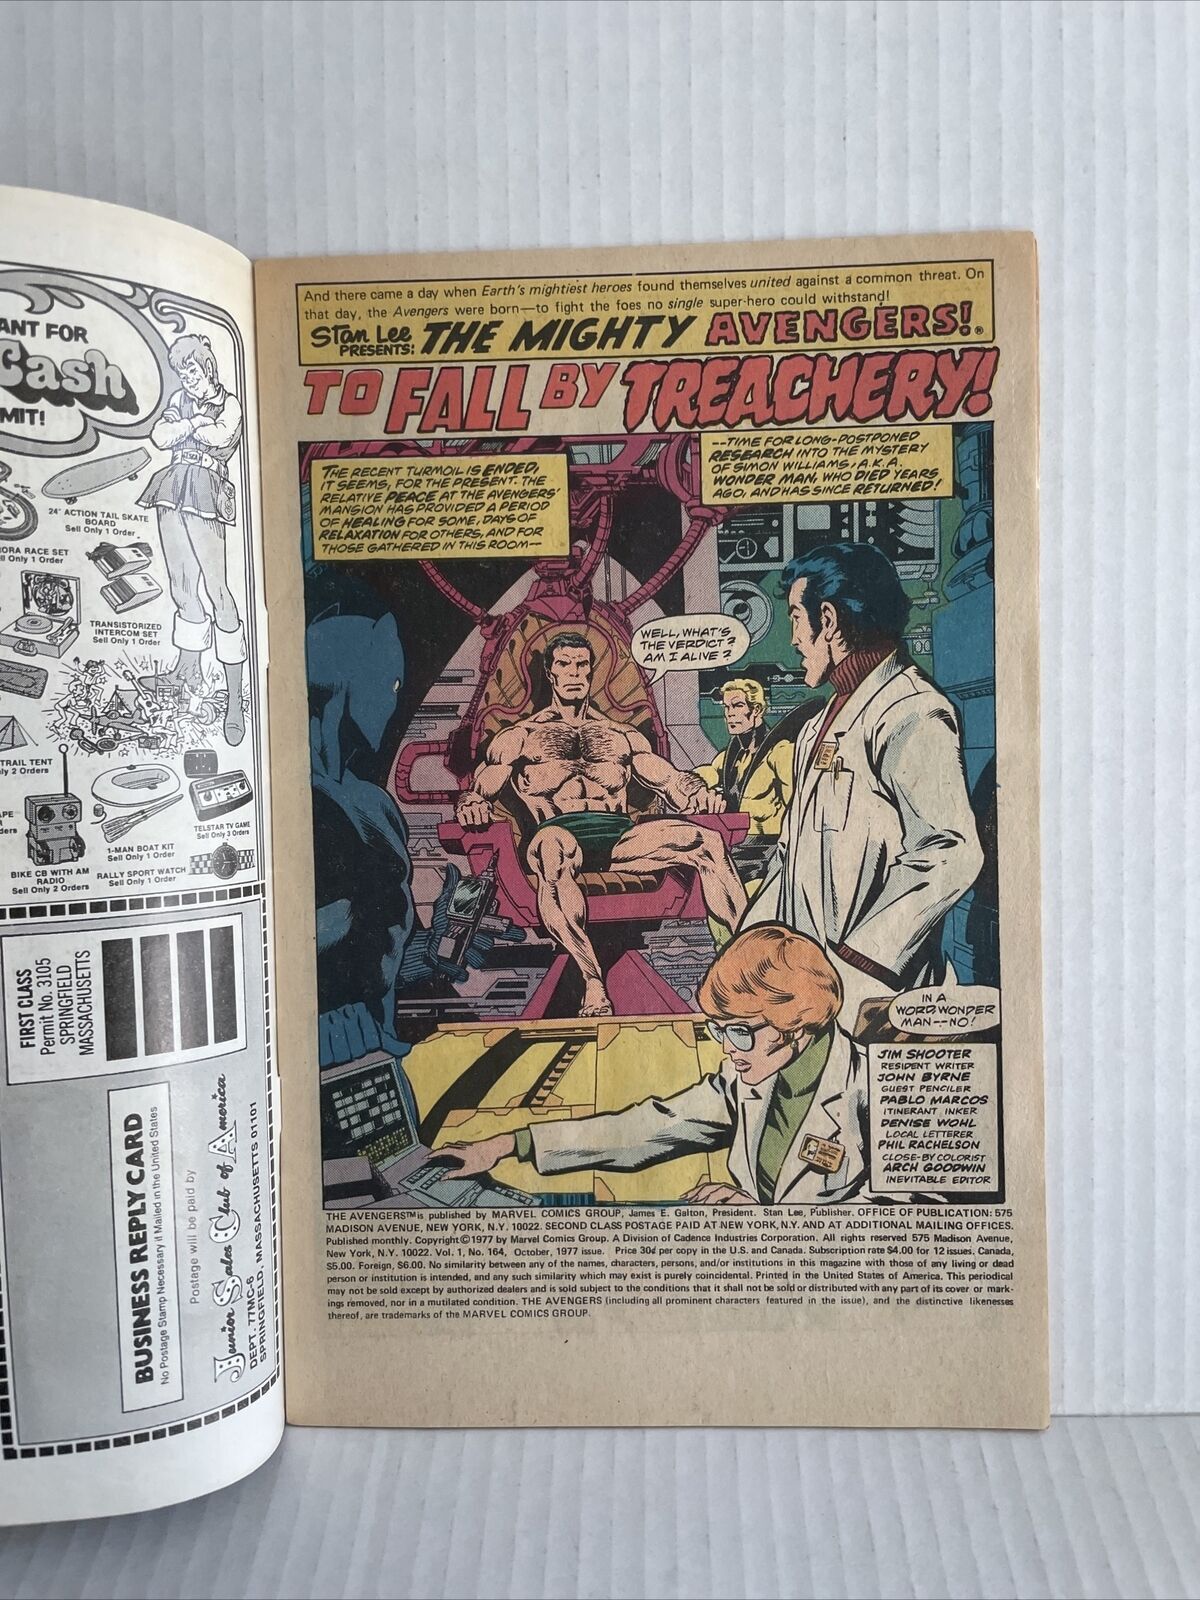 ANT FOR
Cash
MIT!
24" ACTION TAIL SKATE
BOARD
Sell Only 1 Order
ORA RACE SET
ll Only 1 Order
TRANSISTORIZED
INTERCOM SET
Sell Only 1 Order
TRAIL TENT
ly 2 Orders
TELSTAR TV GAME
Sell Only 3 Orders
1-MAN BOAT KIT
Sell Only 1 Order
BIKE CB WITH AM
RADIO
Sell Only 2 Orders
RALLY SPORT WATCH
Sell Only 1 Order
FIRST CLASS
Permit No. 3105
SPRINGFIELD
MASSACHUSETTS
BUSINESS REPLY CARD
No Postage Stamp Necessary if Mailed in the United States
Postage will be paid by
Junior Sales Club of America
DEPT. 77MC-6
SPRINGFIELD, MASSACHUSETTS 01101
And there came a day when Earth's mightiest heroes found themselves united against a common threat. On
that day, the Avengers were born—to fight the foes no single super-hero could withstand!
Stan Lee
PRESENTS:
THE MIGHTY AVENGERS!®
TO FALL BY TREACHERY!
THE RECENT TURMOIL IS ENDED,
IT SEEMS, FOR THE PRESENT. THE
RELATIVE PEACE AT THE AVENGERS'
MANSION HAS PROVIDED A PERIOD
OF HEALING FOR SOME, DAYS OF
RELAXATION FOR OTHERS, AND FOR
THOSE GATHERED IN THIS ROOM--
--TIME FOR LONG-POSTPONED
RESEARCH INTO THE MYSTERY
OF SIMON WILLIAMS, A.K.A.
WONDER MAN, WHO DIED YEARS
AGO, AND HAS SINCE RETURNED!
WELL, WHAT'S
THE VERDICT?
AM I ALIVE?
IN A
WORD, WONDER
MAN--NO!
JIM SHOOTER
RESIDENT WRITER
JOHN BYRNE
GUEST PENCILER
PABLO MARCOS
ITINERANT INKER
DENISE WOHL
LOCAL LETTERER
PHIL RACHELSON
CLOSE-BY COLORIST
ARCH GOODWIN
INEVITABLE EDITOR
THE AVENGERS™ is published by MARVEL COMICS GROUP, James E. Galton, President. Stan Lee, Publisher. OFFICE OF PUBLICATION: 575
MADISON AVENUE, NEW YORK, N.Y. 10022. SECOND CLASS POSTAGE PAID AT NEW YORK, N.Y. AND AT ADDITIONAL MAILING OFFICES.
Published monthly. Copyright © 1977 by Marvel Comics Group. A Division of Cadence Industries Corporation. All rights reserved 575 Madison Avenue,
New York, N.Y. 10022. Vol. 1, No. 164, October, 1977 issue. Price 30¢ per copy in the U.S. and Canada. Subscription rate $4.00 for 12 issues. Canada,
$5.00. Foreign, $6.00. No similarity between any of the names, characters, persons, and/or institutions in this magazine with those of any living or dead
person or institution is intended, and any such similarity which may exist is purely coincidental. Printed in the United States of America. This periodical
may not be sold except by authorized dealers and is sold subject to the conditions that it shall not be sold or distributed with any part of its cover or mark-
ings removed, nor in a mutilated condition. THE AVENGERS (including all prominent characters featured in the issue), and the distinctive likenesses
thereof, are trademarks of the MARVEL COMICS GROUP.